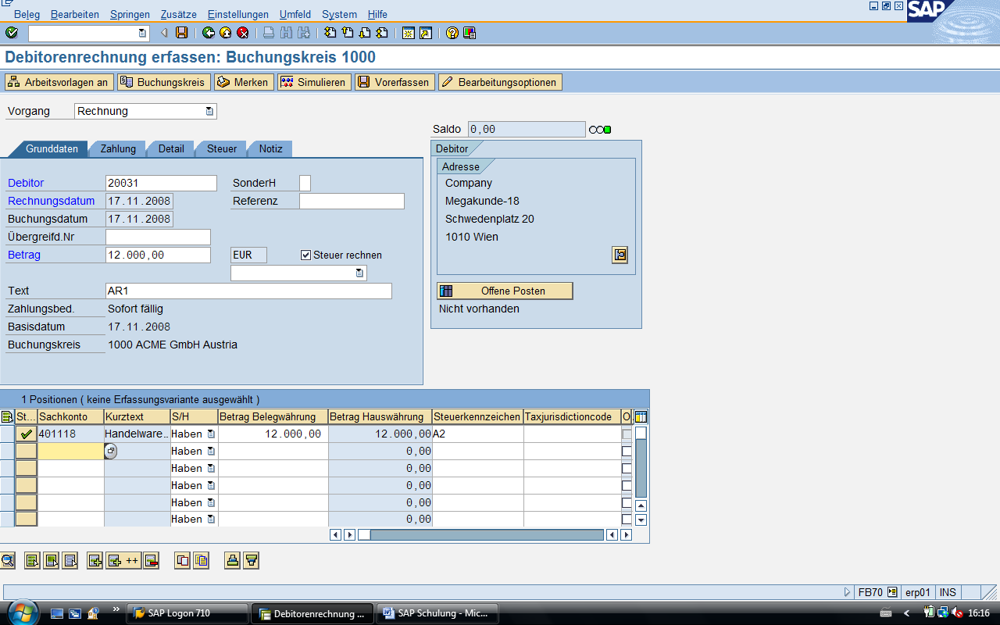 Beleg Bearbeiten Springen Zusätze Einstellungen Umfeld System Hilfe
SAP
Debitorenrechnung erfassen: Buchungskreis 1000
Arbeitsvorlagen an Buchungskreis Merken Simulieren Vorerfassen Bearbeitungsoptionen
Vorgang Rechnung
Saldo 0,00
Grunddaten Zahlung Detail Steuer Notiz
Debitor
Adresse
Company
Megakunde-18
Schwedenplatz 20
1010 Wien
Offene Posten
Nicht vorhanden
Debitor 20031 SonderH
Rechnungsdatum 17.11.2008 Referenz
Buchungsdatum 17.11.2008
Übergreifd.Nr
Betrag 12.000,00 EUR Steuer rechnen
Text AR1
Zahlungsbed. Sofort fällig
Basisdatum 17.11.2008
Buchungskreis 1000 ACME GmbH Austria
1 Positionen ( keine Erfassungsvariante ausgewählt )
St... Sachkonto Kurztext S/H Betrag Belegwährung Betrag Hauswährung Steuerkennzeichen Taxjurisdictioncode O
401118 Handelware... Haben 12.000,00 12.000,00 A2
Haben 0,00
Haben 0,00
Haben 0,00
Haben 0,00
Haben 0,00
FB70 erp01 INS
SAP Logon 710 Debitorenrechnung ... SAP Schulung - Mic... 16:16